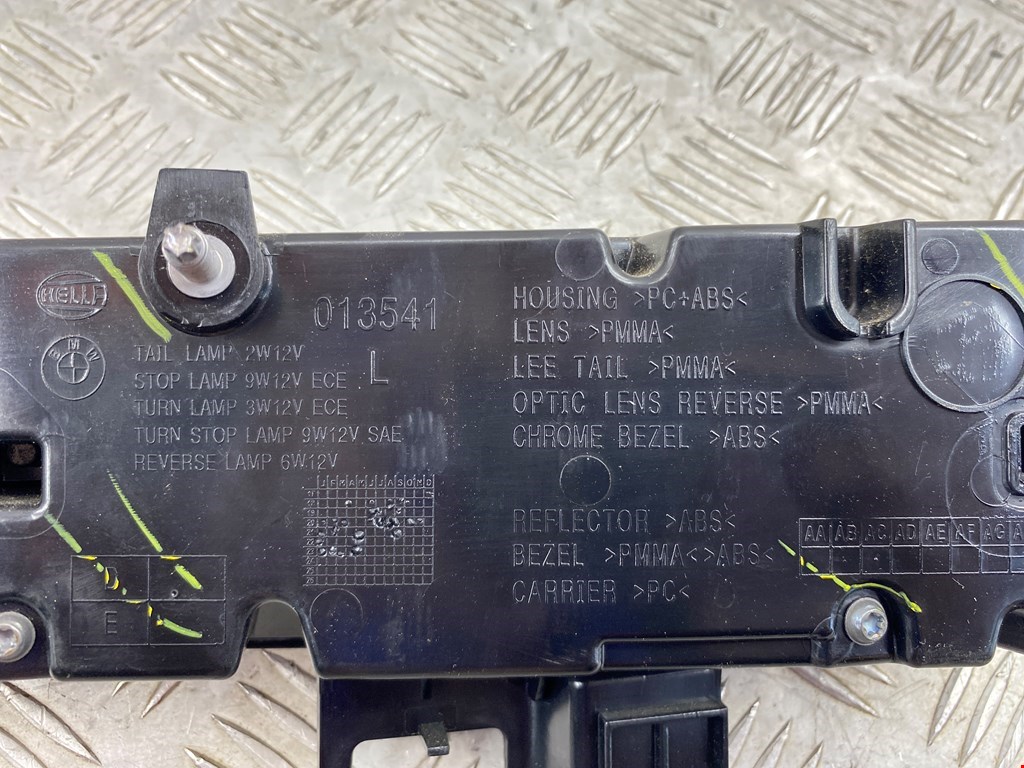 HELLA
BMW
013541
TAIL LAMP 2W12V
L
STOP LAMP 9W12V ECE
TURN LAMP 3W12V ECE
TURN STOP LAMP 9W12V SAE
REVERSE LAMP 6W12V
HOUSING >PC+ABS<
LENS >PMMA<
LEE TAIL >PMMA<
OPTIC LENS REVERSE >PMMA<
CHROME BEZEL >ABS<
REFLECTOR >ABS<
BEZEL >PMMA<>ABS<
CARRIER >PC<
J F M A M J J A S O N D
D
E
AA AB AC AD AE AF AG